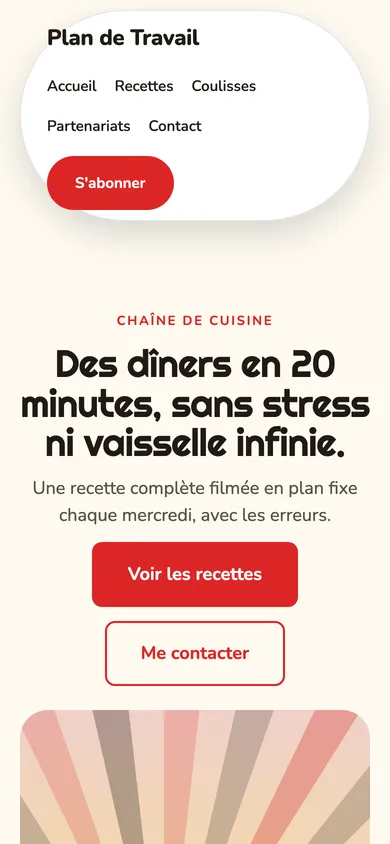 Plan de Travail
Accueil Recettes Coulisses
Partenariats Contact
S'abonner
CHAÎNE DE CUISINE
Des dîners en 20
minutes, sans stress
ni vaisselle infinie.
Une recette complète filmée en plan fixe
chaque mercredi, avec les erreurs.
Voir les recettes
Me contacter